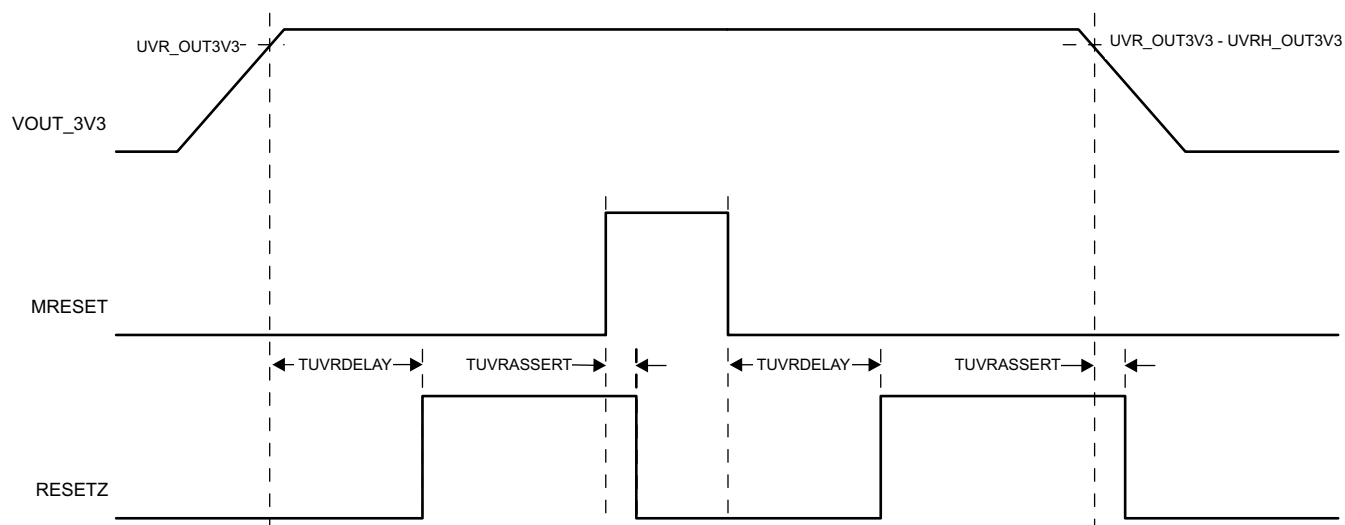 UVR_OUT3V3
UVR_OUT3V3 - UVRH_OUT3V3
VOUT_3V3
MRESET
TUVRDELAY
TUVRASSERT
TUVRDELAY
TUVRASSERT
RESETZ